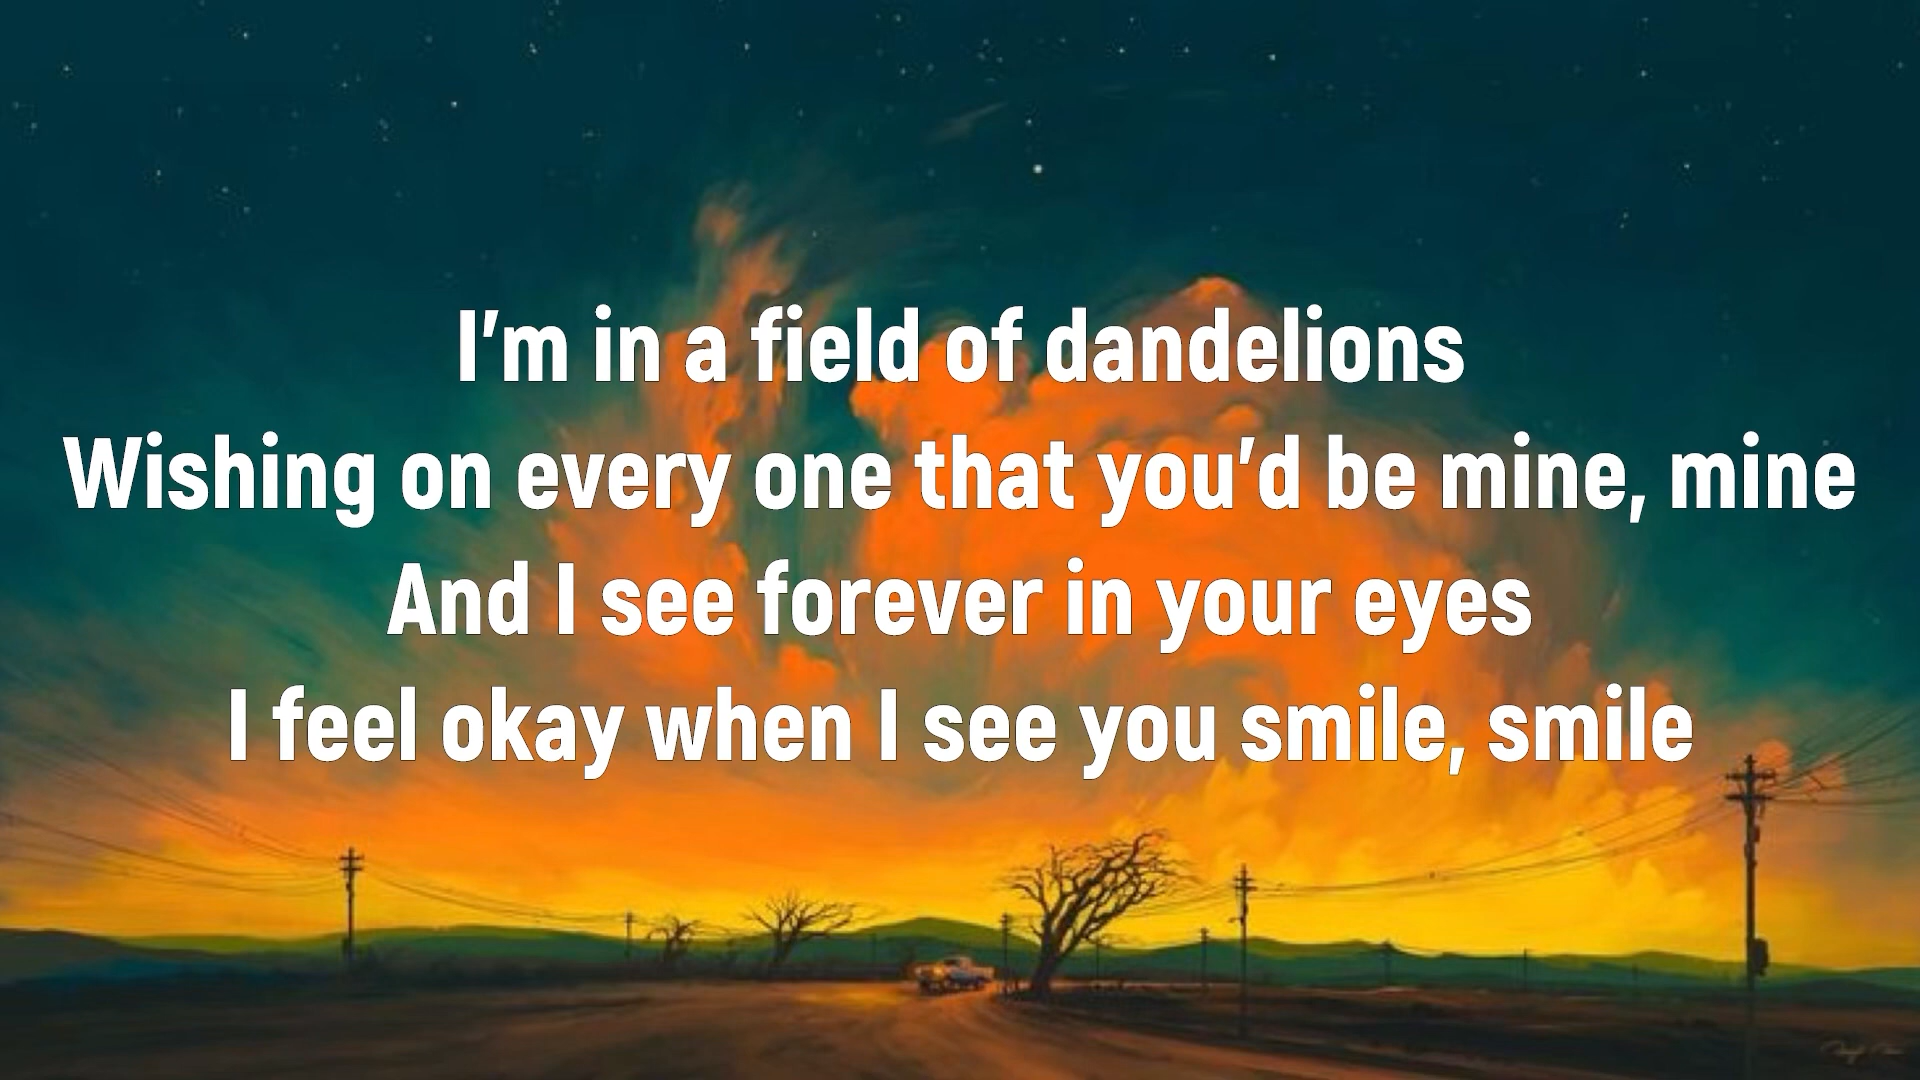 I’m in a field of dandelions
Wishing on every one that you’d be mine, mine
And I see forever in your eyes
I feel okay when I see you smile, smile